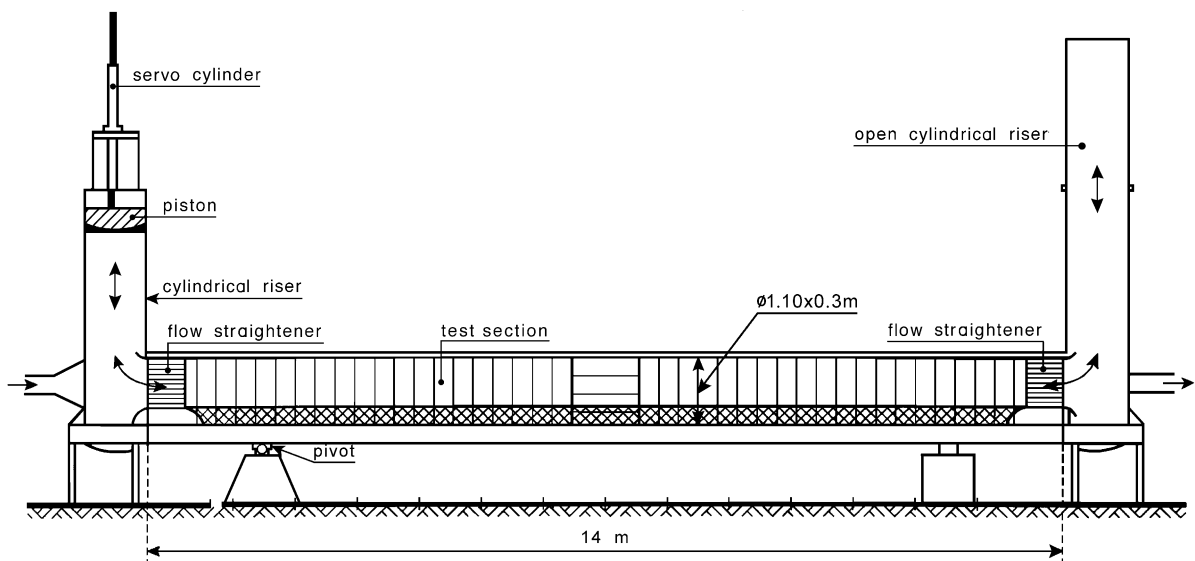 servo cylinder
open cylindrical riser
piston
cylindrical riser
ø1.10x0.3m
flow straightener
test section
flow straightener
pivot
14 m